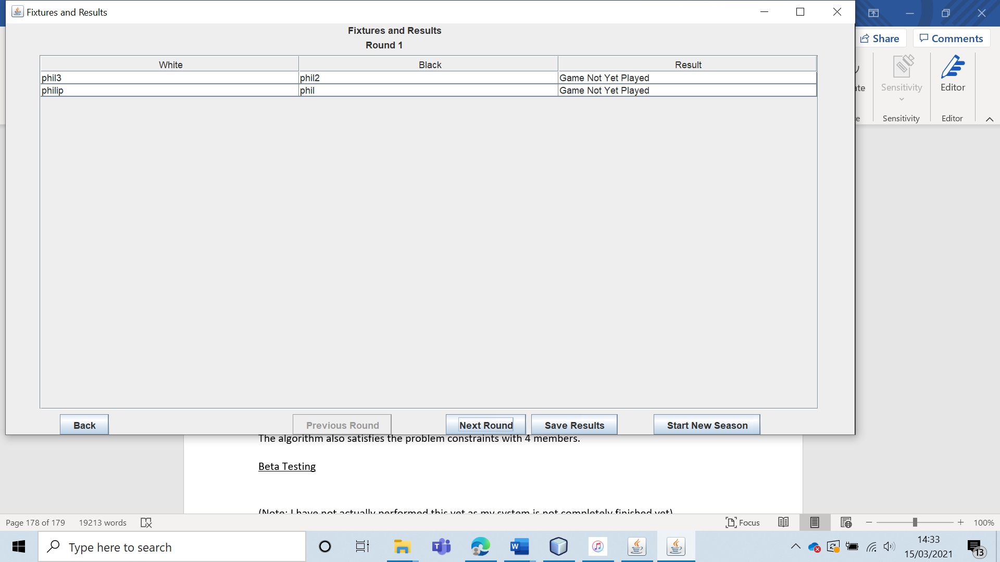 Fixtures and Results
Fixtures and Results
Round 1
White Black Result
phil3 phil2 Game Not Yet Played
philip phil Game Not Yet Played
Back Previous Round Next Round Save Results Start New Season
Share Comments
Sensitivity Editor
Sensitivity Editor
The algorithm also satisfies the problem constraints with 4 members.
Beta Testing
(Note: I have not actually performed this yet as my system is not completely finished yet)
Page 178 of 179 19213 words Focus 100%
Type here to search
14:33
15/03/2021
13